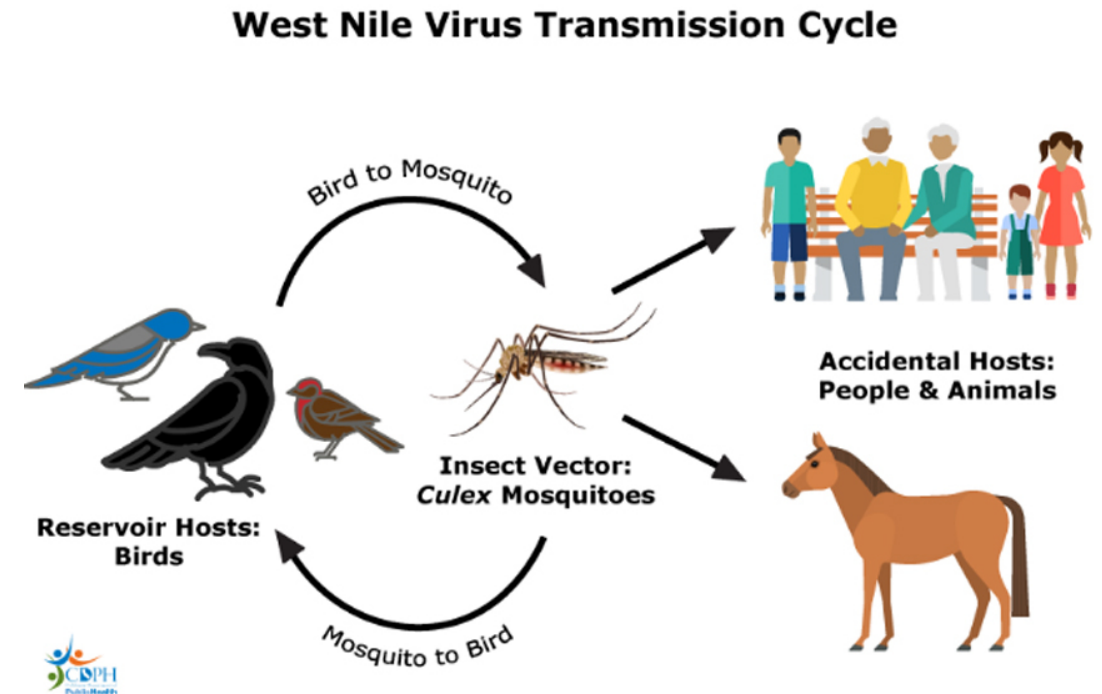 West Nile Virus Transmission Cycle
Bird to Mosquito
Accidental Hosts:
People & Animals
Insect Vector:
Culex Mosquitoes
Reservoir Hosts:
Birds
Mosquito to Bird
CDPH
PublicHealth